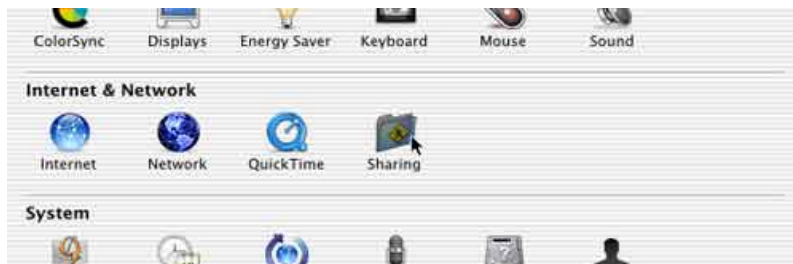 ColorSync Displays Energy Saver Keyboard Mouse Sound
Internet & Network
Internet Network QuickTime Sharing
System